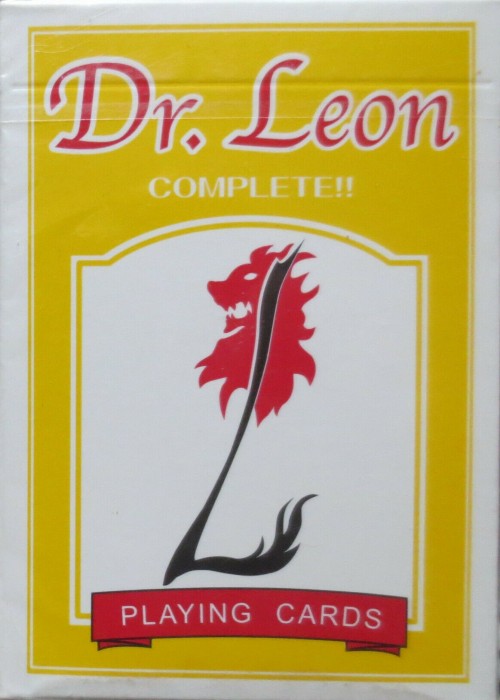 Dr. Leon
COMPLETE!!
L
PLAYING CARDS